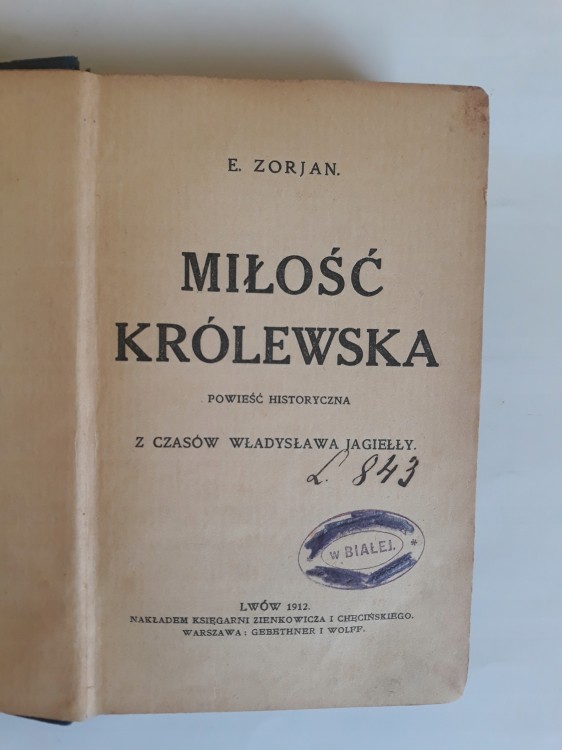 E. ZORJAN.
MIŁOŚĆ
KRÓLEWSKA
POWIEŚĆ HISTORYCZNA
Z CZASÓW WŁADYSŁAWA JAGIEŁŁY.
L. 843
w BIAŁEJ. *
LWÓW 1912.
NAKŁADEM KSIĘGARNI ZIENKOWICZA I CHĘCIŃSKIEGO.
WARSZAWA: GEBETHNER I WOLFF.